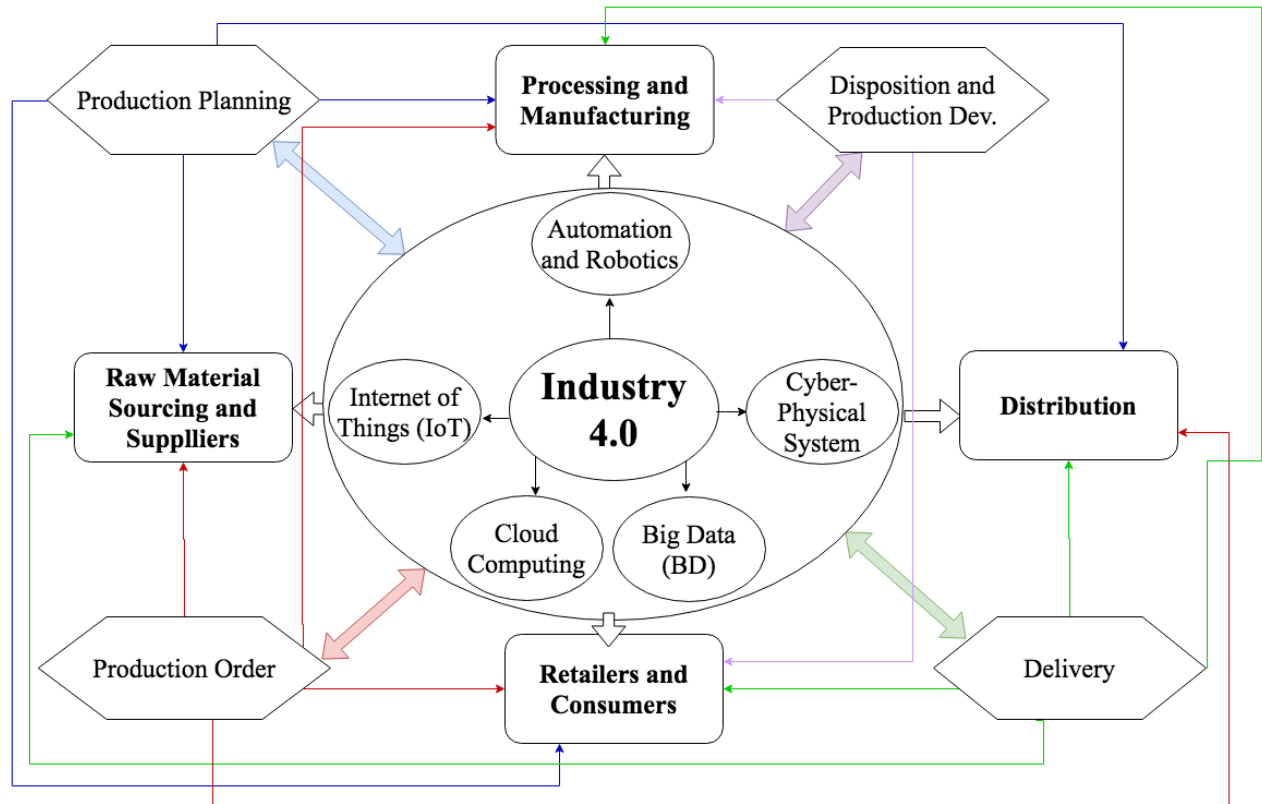 Production Planning
Processing and
Manufacturing
Disposition and
Production Dev.
Automation
and Robotics
Raw Material
Sourcing and
Supplliers
Internet of
Things (IoT)
Industry
4.0
Cyber-
Physical
System
Distribution
Cloud
Computing
Big Data
(BD)
Production Order
Retailers and
Consumers
Delivery